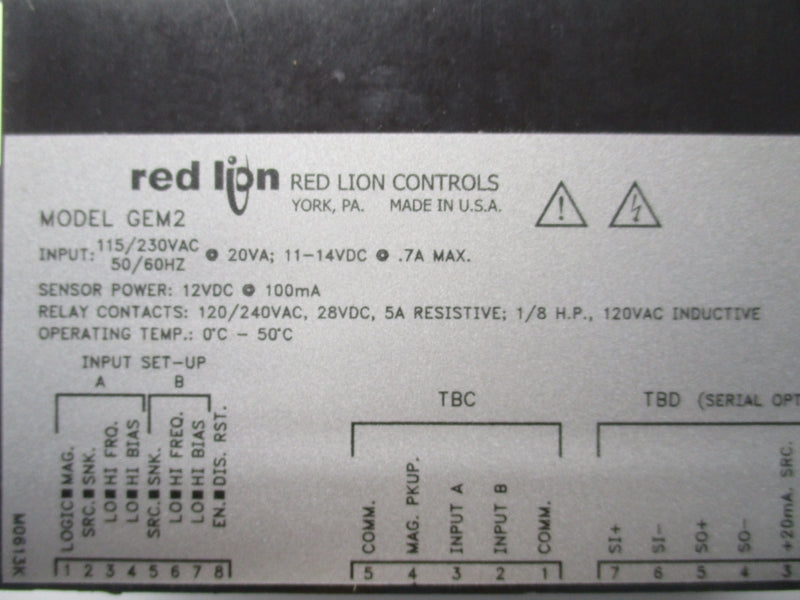 red lion RED LION CONTROLS
YORK, PA. MADE IN U.S.A.
MODEL GEM2
INPUT: 115/230VAC 50/60HZ @ 20VA; 11-14VDC @ .7A MAX.
SENSOR POWER: 12VDC @ 100mA
RELAY CONTACTS: 120/240VAC, 28VDC, 5A RESISTIVE; 1/8 H.P., 120VAC INDUCTIVE
OPERATING TEMP.: 0°C - 50°C
INPUT SET-UP
A B
LOGIC MAG.
SRC. SNK.
LO HI FRQ.
LO HI BIAS
SRC. SNK.
LO HI FREQ.
LO HI BIAS
EN. DIS. RST.
1 2 3 4 5 6 7 8
TBC
COMM.
MAG. PKUP.
INPUT A
INPUT B
COMM.
5 4 3 2 1
TBD (SERIAL OPT
SI+
SI-
SO+
SO-
+20mA. SRC.
7 6 5 4 3
M0613K